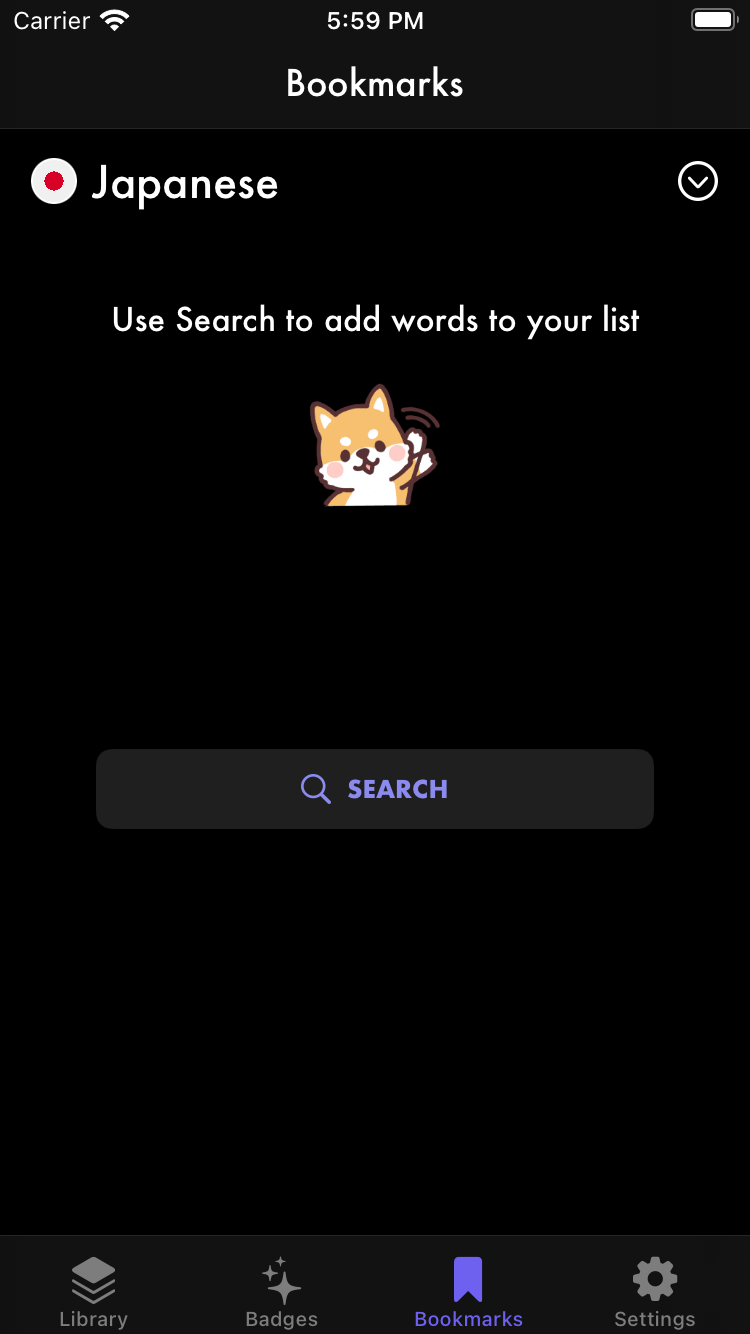 Carrier 5:59 PM
Bookmarks
Japanese
Use Search to add words to your list
SEARCH
Library Badges Bookmarks Settings